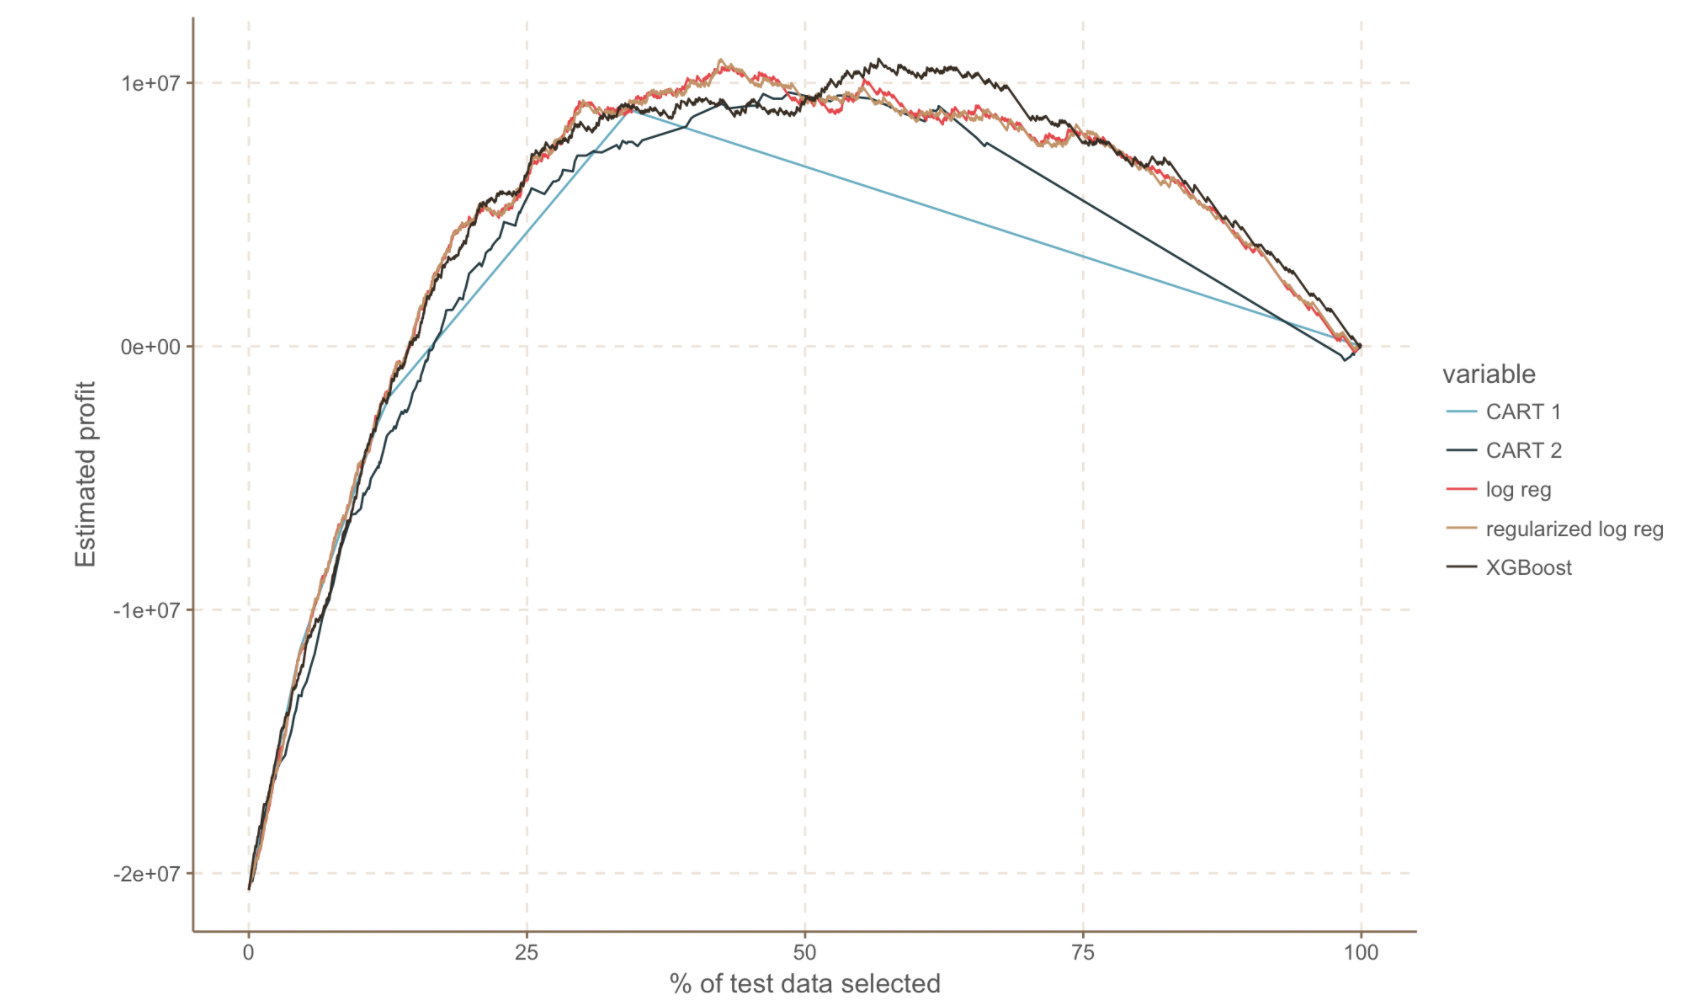 1e+07
0e+00
-1e+07
-2e+07
Estimated profit
0
25
50
75
100
% of test data selected
variable
CART 1
CART 2
log reg
regularized log reg
XGBoost